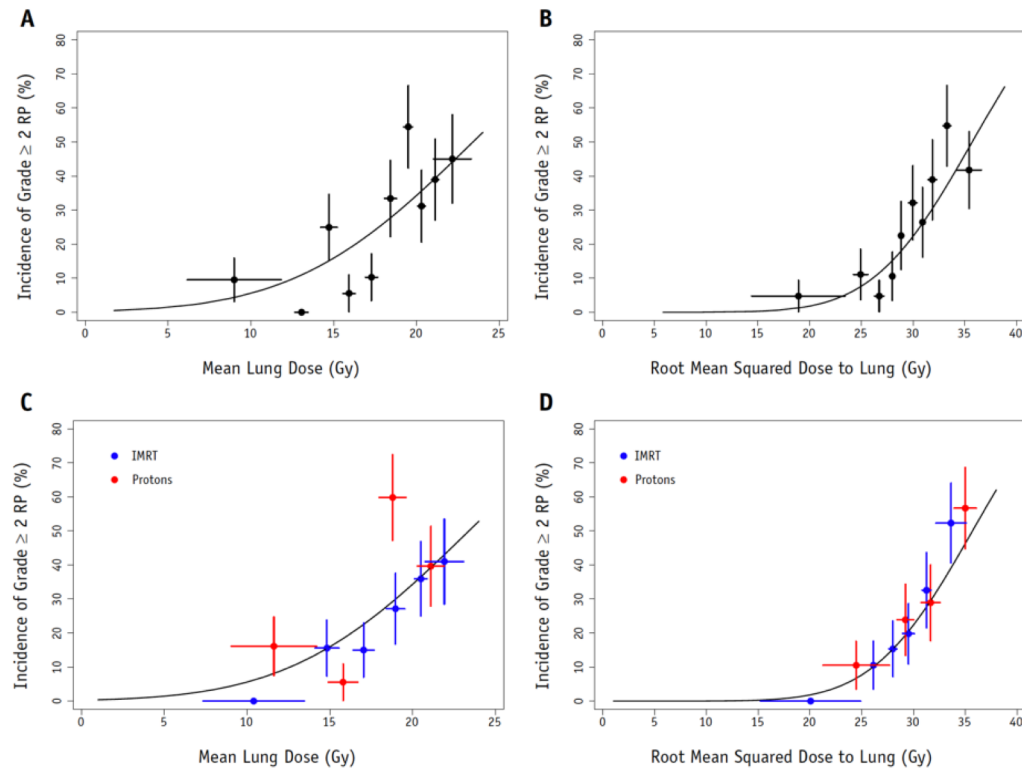 A
80
70
60
50
40
30
20
10
0
Incidence of Grade ≥ 2 RP (%)
0 5 10 15 20 25
Mean Lung Dose (Gy)
B
80
70
60
50
40
30
20
10
0
Incidence of Grade ≥ 2 RP (%)
0 5 10 15 20 25 30 35 40
Root Mean Squared Dose to Lung (Gy)
C
80
70
60
50
40
30
20
10
0
Incidence of Grade ≥ 2 RP (%)
IMRT
Protons
0 5 10 15 20 25
Mean Lung Dose (Gy)
D
80
70
60
50
40
30
20
10
0
Incidence of Grade ≥ 2 RP (%)
IMRT
Protons
0 5 10 15 20 25 30 35 40
Root Mean Squared Dose to Lung (Gy)